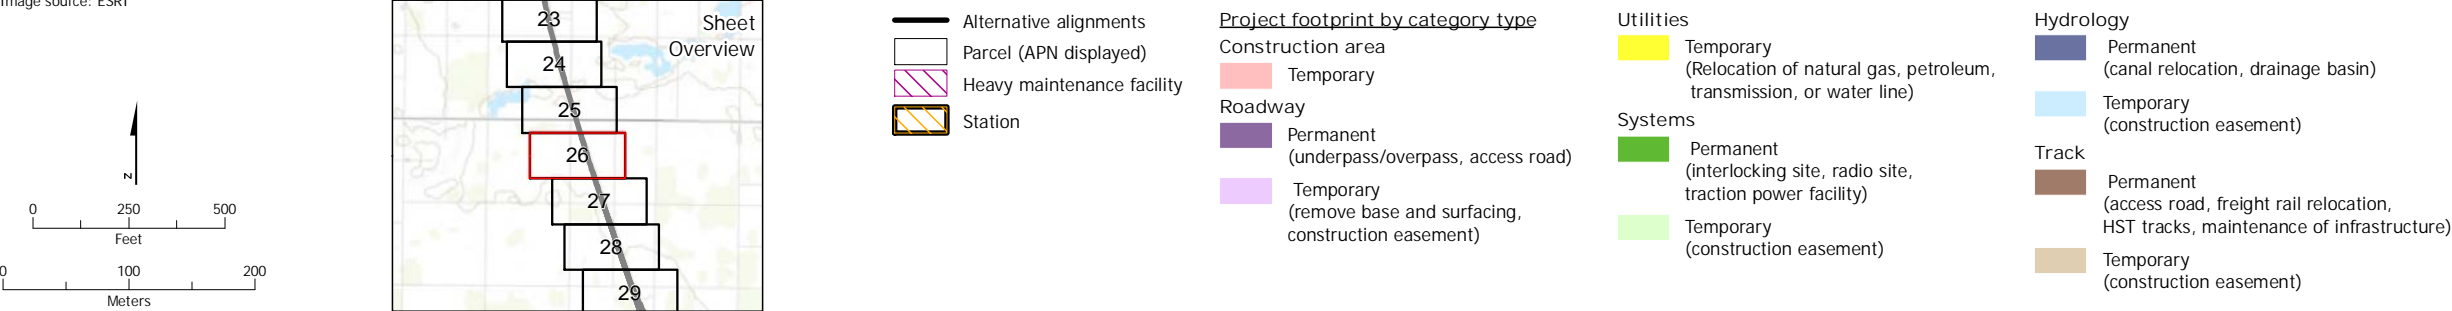 Image source: ESRI
N
0 250 500
Feet
0 100 200
Meters
Sheet
Overview
23
24
25
26
27
28
29
Alternative alignments
Parcel (APN displayed)
Heavy maintenance facility
Station
Project footprint by category type
Construction area
Temporary
Roadway
Permanent
(underpass/overpass, access road)
Temporary
(remove base and surfacing,
construction easement)
Utilities
Temporary
(Relocation of natural gas, petroleum,
transmission, or water line)
Systems
Permanent
(interlocking site, radio site,
traction power facility)
Temporary
(construction easement)
Hydrology
Permanent
(canal relocation, drainage basin)
Temporary
(construction easement)
Track
Permanent
(access road, freight rail relocation,
HST tracks, maintenance of infrastructure)
Temporary
(construction easement)